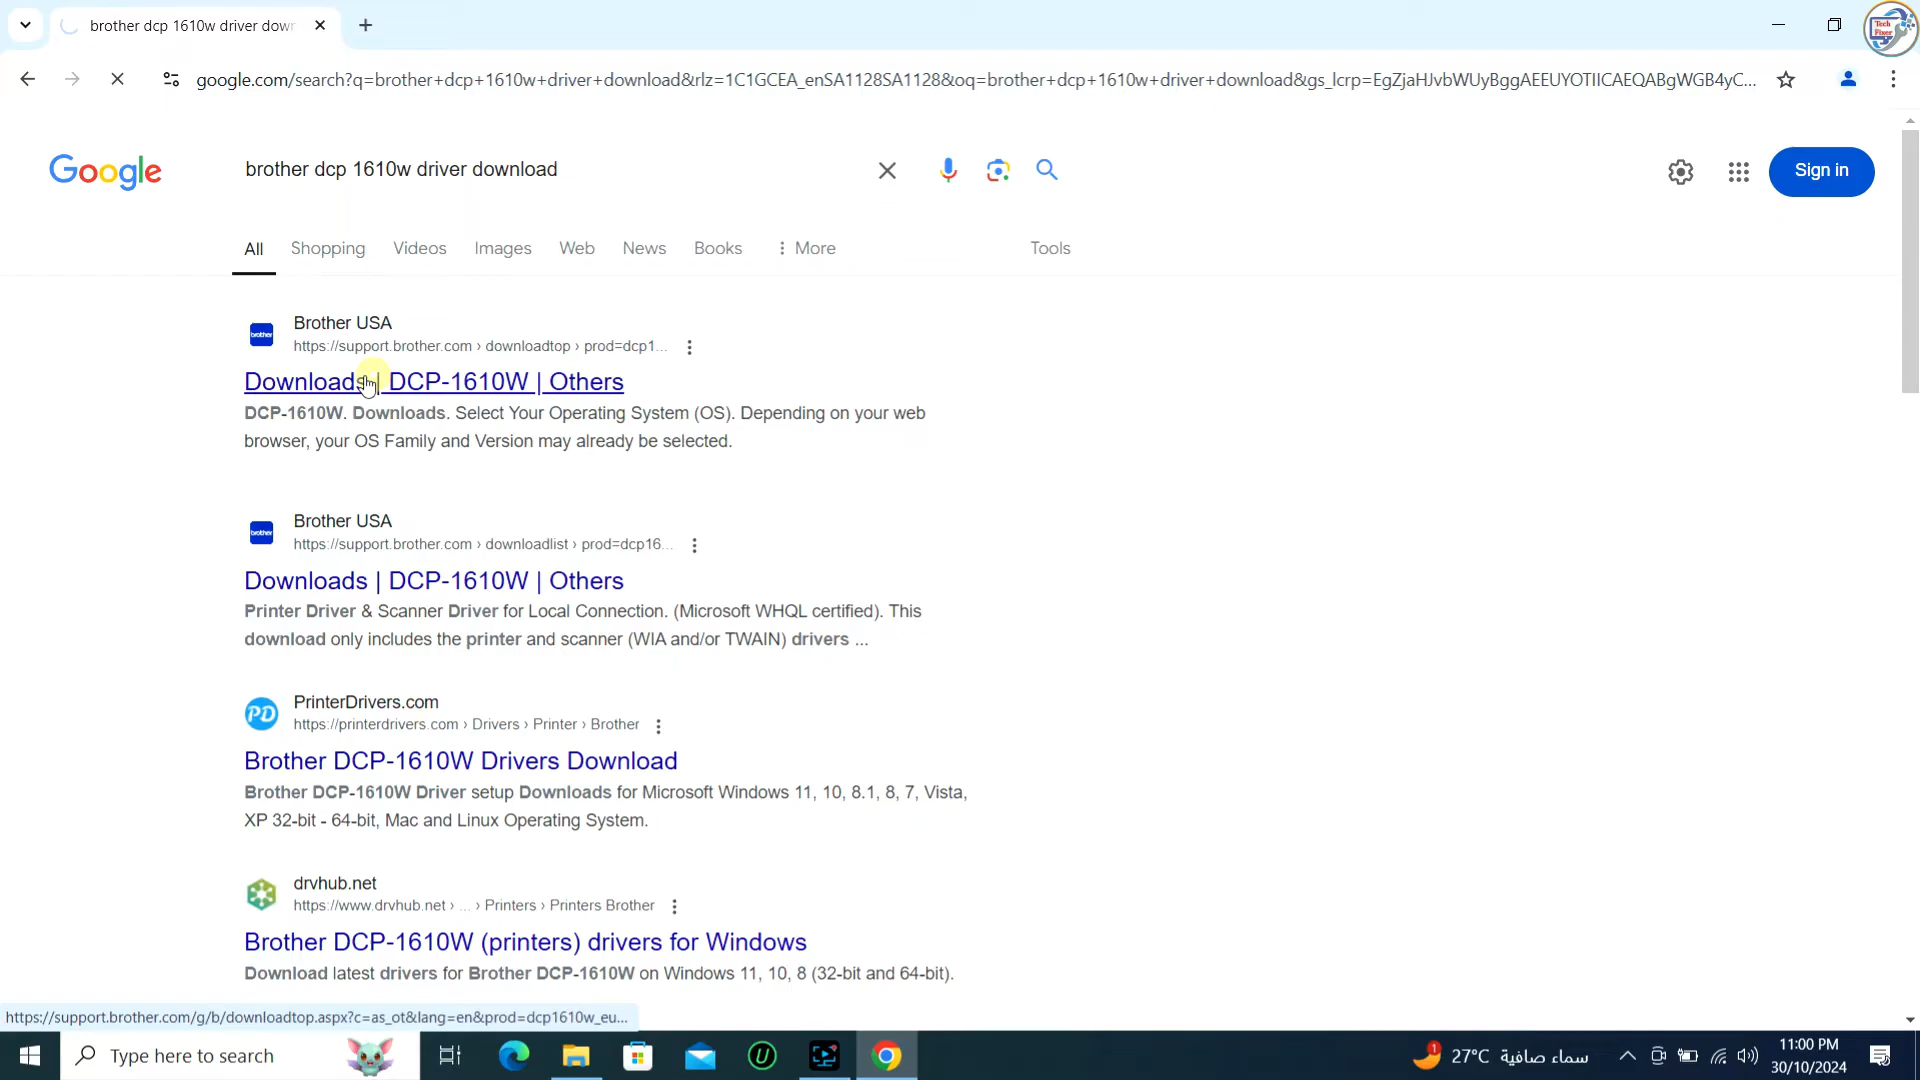 brother dcp 1610w driver dow
google.com/search?q=brother+dcp+1610w+driver+download&rlz=1C1GCEA_enSA1128SA1128&oq=brother+dcp+1610w+driver+download&gs_lcrp=EgZjaHJvbWUyBggAEEUYOTIICAEQABgWGB4yC...
Tech Fixer
Google
brother dcp 1610w driver download
Sign in
All Shopping Videos Images Web News Books More Tools
brother
Brother USA
https://support.brother.com › downloadtop › prod=dcp1...
Downloads | DCP-1610W | Others
DCP-1610W. Downloads. Select Your Operating System (OS). Depending on your web
browser, your OS Family and Version may already be selected.
brother
Brother USA
https://support.brother.com › downloadlist › prod=dcp16...
Downloads | DCP-1610W | Others
Printer Driver & Scanner Driver for Local Connection. (Microsoft WHQL certified). This
download only includes the printer and scanner (WIA and/or TWAIN) drivers ...
PD
PrinterDrivers.com
https://printerdrivers.com › Drivers › Printer › Brother
Brother DCP-1610W Drivers Download
Brother DCP-1610W Driver setup Downloads for Microsoft Windows 11, 10, 8.1, 8, 7, Vista,
XP 32-bit - 64-bit, Mac and Linux Operating System.
drvhub.net
https://www.drvhub.net › ... › Printers › Printers Brother
Brother DCP-1610W (printers) drivers for Windows
Download latest drivers for Brother DCP-1610W on Windows 11, 10, 8 (32-bit and 64-bit).
https://support.brother.com/g/b/downloadtop.aspx?c=as_ot&lang=en&prod=dcp1610w_eu...
Type here to search
U
1
27°C سماء صافية
11:00 PM
30/10/2024